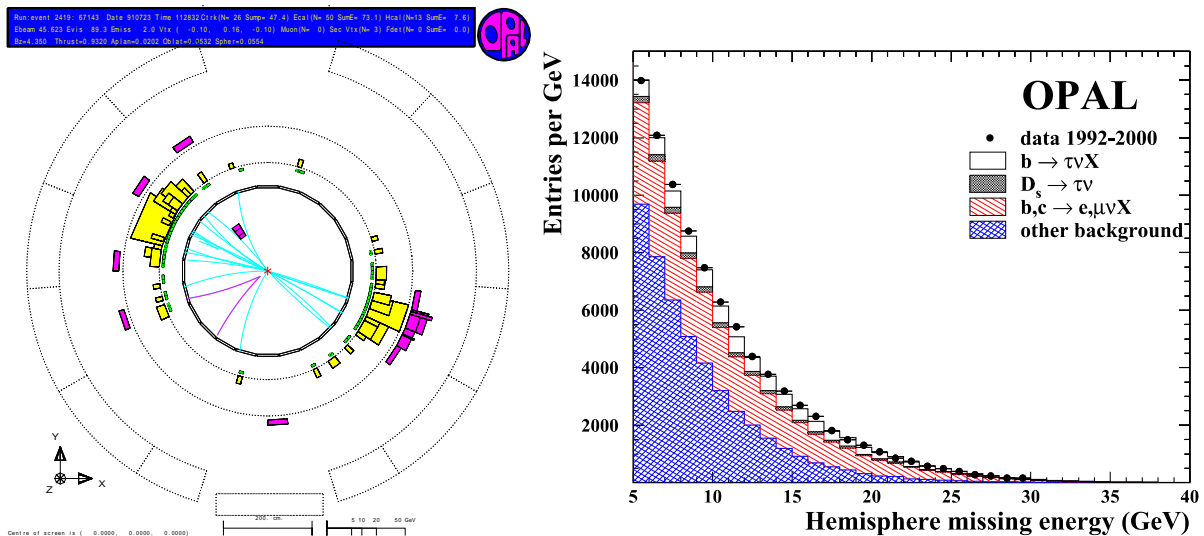 Run:event 2419: 67143 Date 910723 Time 112832 Ctrk(N= 26 Sump= 47.4) Ecal(N= 50 SumE= 73.1) Hcal(N=13 SumE= 7.6)
Ebeam 45.623 Evis 89.3 Emiss 2.0 Vtx ( -0.10, 0.16, -0.10) Muon(N= 0) Sec Vtx(N= 3) Fdet(N= 0 SumE= 0.0)
Bz=4.350 Thrust=0.9320 Aplan=0.0202 Oblat=0.0532 Spher=0.0554
OPAL
Y
X
Z
200. cm.
5 10 20 50 GeV
Centre of screen is ( 0.0000, 0.0000, 0.0000)
Entries per GeV
14000
12000
10000
8000
6000
4000
2000
OPAL
data 1992-2000
b → τνX
D_s → τν
b,c → e,μνX
other background
5 10 15 20 25 30 35 40
Hemisphere missing energy (GeV)